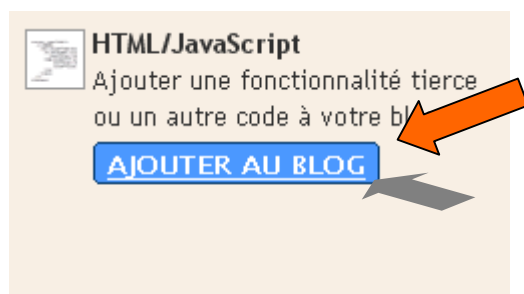 HTML/JavaScript
Ajouter une fonctionnalité tierce
ou un autre code à votre
AJOUTER AU BLOG